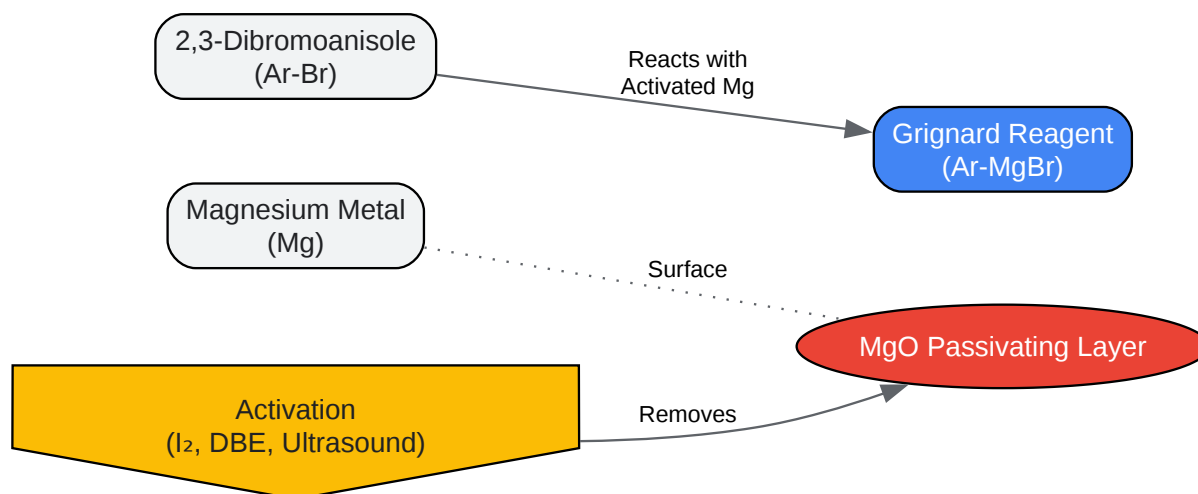 2,3-Dibromoanisole
(Ar-Br)
Reacts with
Activated Mg
Grignard Reagent
(Ar-MgBr)
Magnesium Metal
(Mg)
Surface
MgO Passivating Layer
Activation
(I₂, DBE, Ultrasound)
Removes